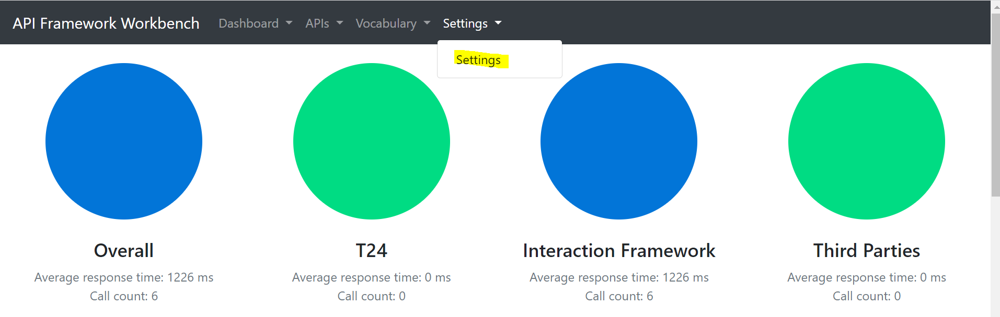 API Framework Workbench Dashboard APIs Vocabulary Settings
Settings
Overall T24 Interaction Framework Third Parties
Average response time: 1226 ms Average response time: 0 ms Average response time: 1226 ms Average response time: 0 ms
Call count: 6 Call count: 0 Call count: 6 Call count: 0